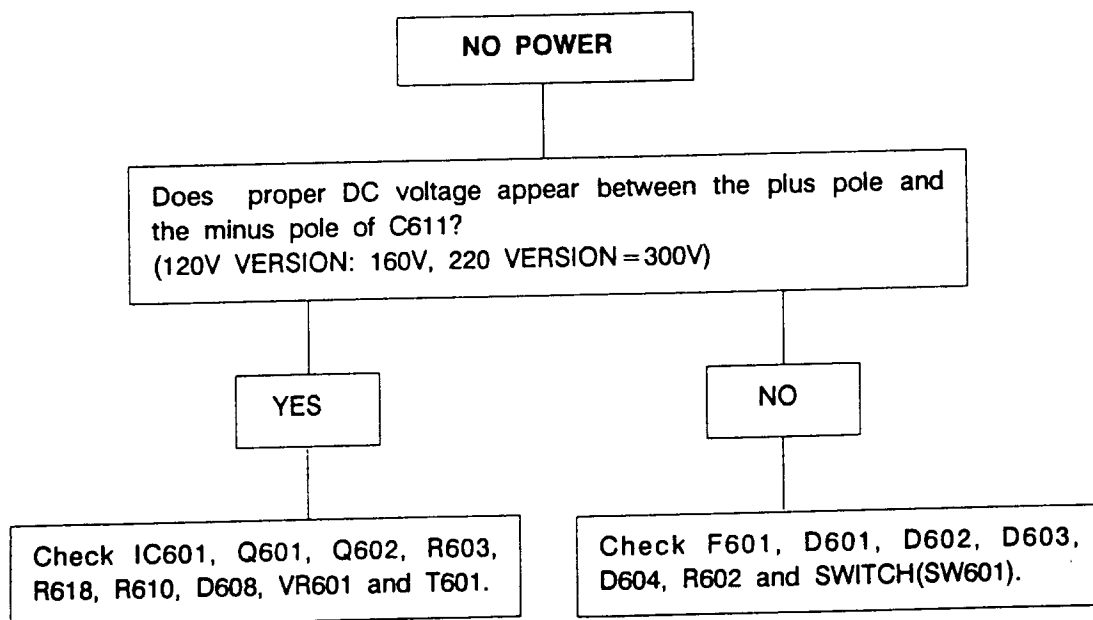 NO POWER
Does proper DC voltage appear between the plus pole and
the minus pole of C611?
(120V VERSION: 160V, 220 VERSION=300V)
YES
NO
Check IC601, Q601, Q602, R603,
R618, R610, D608, VR601 and T601.
Check F601, D601, D602, D603,
D604, R602 and SWITCH(SW601).